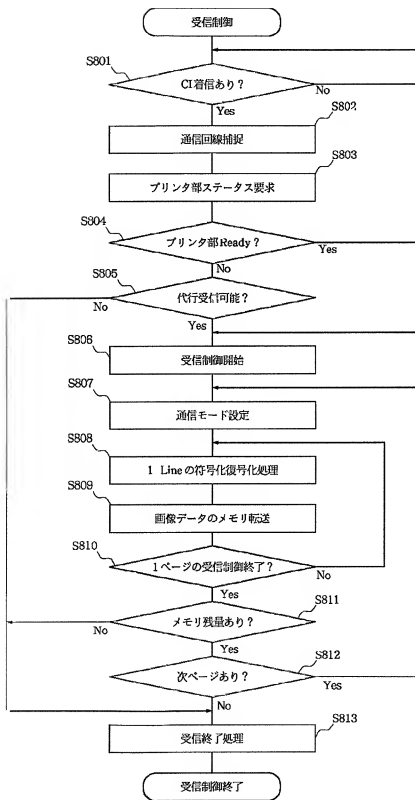 受信制御
S801
CI着信あり？
No
Yes
S802
通信回線捕捉
S803
プリンタ部ステータス要求
S804
プリンタ部Ready？
Yes
No
S805
代行受信可能？
No
Yes
S806
受信制御開始
S807
通信モード設定
S808
1 Lineの符号化復号化処理
S809
画像データのメモリ転送
S810
1ページの受信制御終了？
No
Yes
S811
メモリ残量あり？
No
Yes
S812
次ページあり？
Yes
No
S813
受信終了処理
受信制御終了